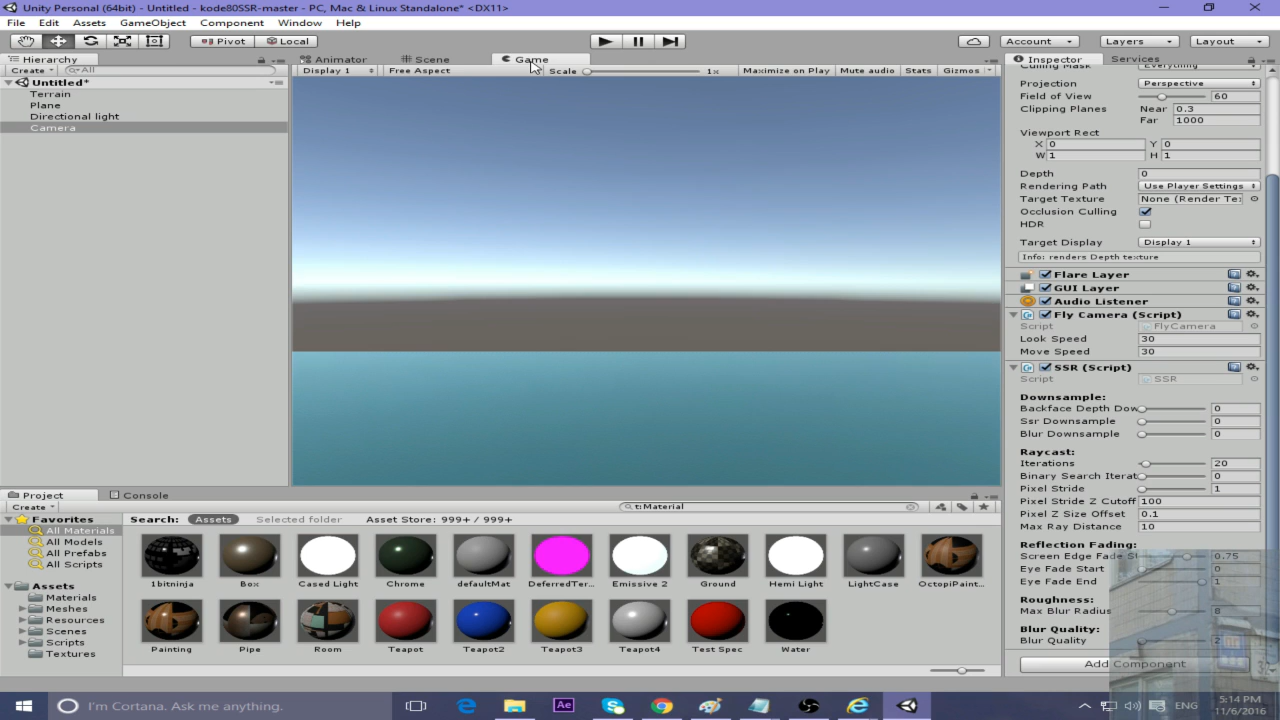 Unity Personal (64bit) - Untitled - kode80SSR-master - PC, Mac & Linux Standalone* <DX11>
File Edit Assets GameObject Component Window Help
Pivot Local Account Layers Layout
Hierarchy Animator Scene Game Inspector Services
Create All Display 1 Free Aspect Scale 1x Maximize on Play Mute audio Stats Gizmos
Untitled*
Terrain
Plane
Directional light
Camera
Projection Perspective
Field of View 60
Clipping Planes Near 0.3
Far 1000
Viewport Rect
X 0 Y 0
W 1 H 1
Depth 0
Rendering Path Use Player Settings
Target Texture None (Render Te:
Occlusion Culling
HDR
Target Display Display 1
Info: renders Depth texture
Flare Layer
GUI Layer
Audio Listener
Fly Camera (Script)
Script FlyCamera
Look Speed 30
Move Speed 30
SSR (Script)
Script SSR
Downsample:
Backface Depth Dow 0
Ssr Downsample 0
Blur Downsample 0
Raycast:
Iterations 20
Binary Search Iterat 0
Pixel Stride 1
Pixel Stride Z Cutoff 100
Pixel Z Size Offset 0.1
Max Ray Distance 10
Reflection Fading:
Screen Edge Fade St 0.75
Eye Fade Start 0
Eye Fade End 1
Roughness:
Max Blur Radius 8
Blur Quality:
Blur Quality 2
Add Component
Project Console
Create t:Material
Favorites
All Materials
All Models
All Prefabs
All Scripts
Assets
Materials
Meshes
Resources
Scenes
Scripts
Textures
Search: Assets Selected folder Asset Store: 999+ / 999+
1bitninja Box Cased Light Chrome defaultMat DeferredTer... Emissive 2 Ground Hemi Light LightCase OctopiPaint...
Painting Pipe Room Teapot Teapot2 Teapot3 Teapot4 Test Spec Water
I'm Cortana. Ask me anything.
Ae
ENG
5:14 PM
11/6/2016